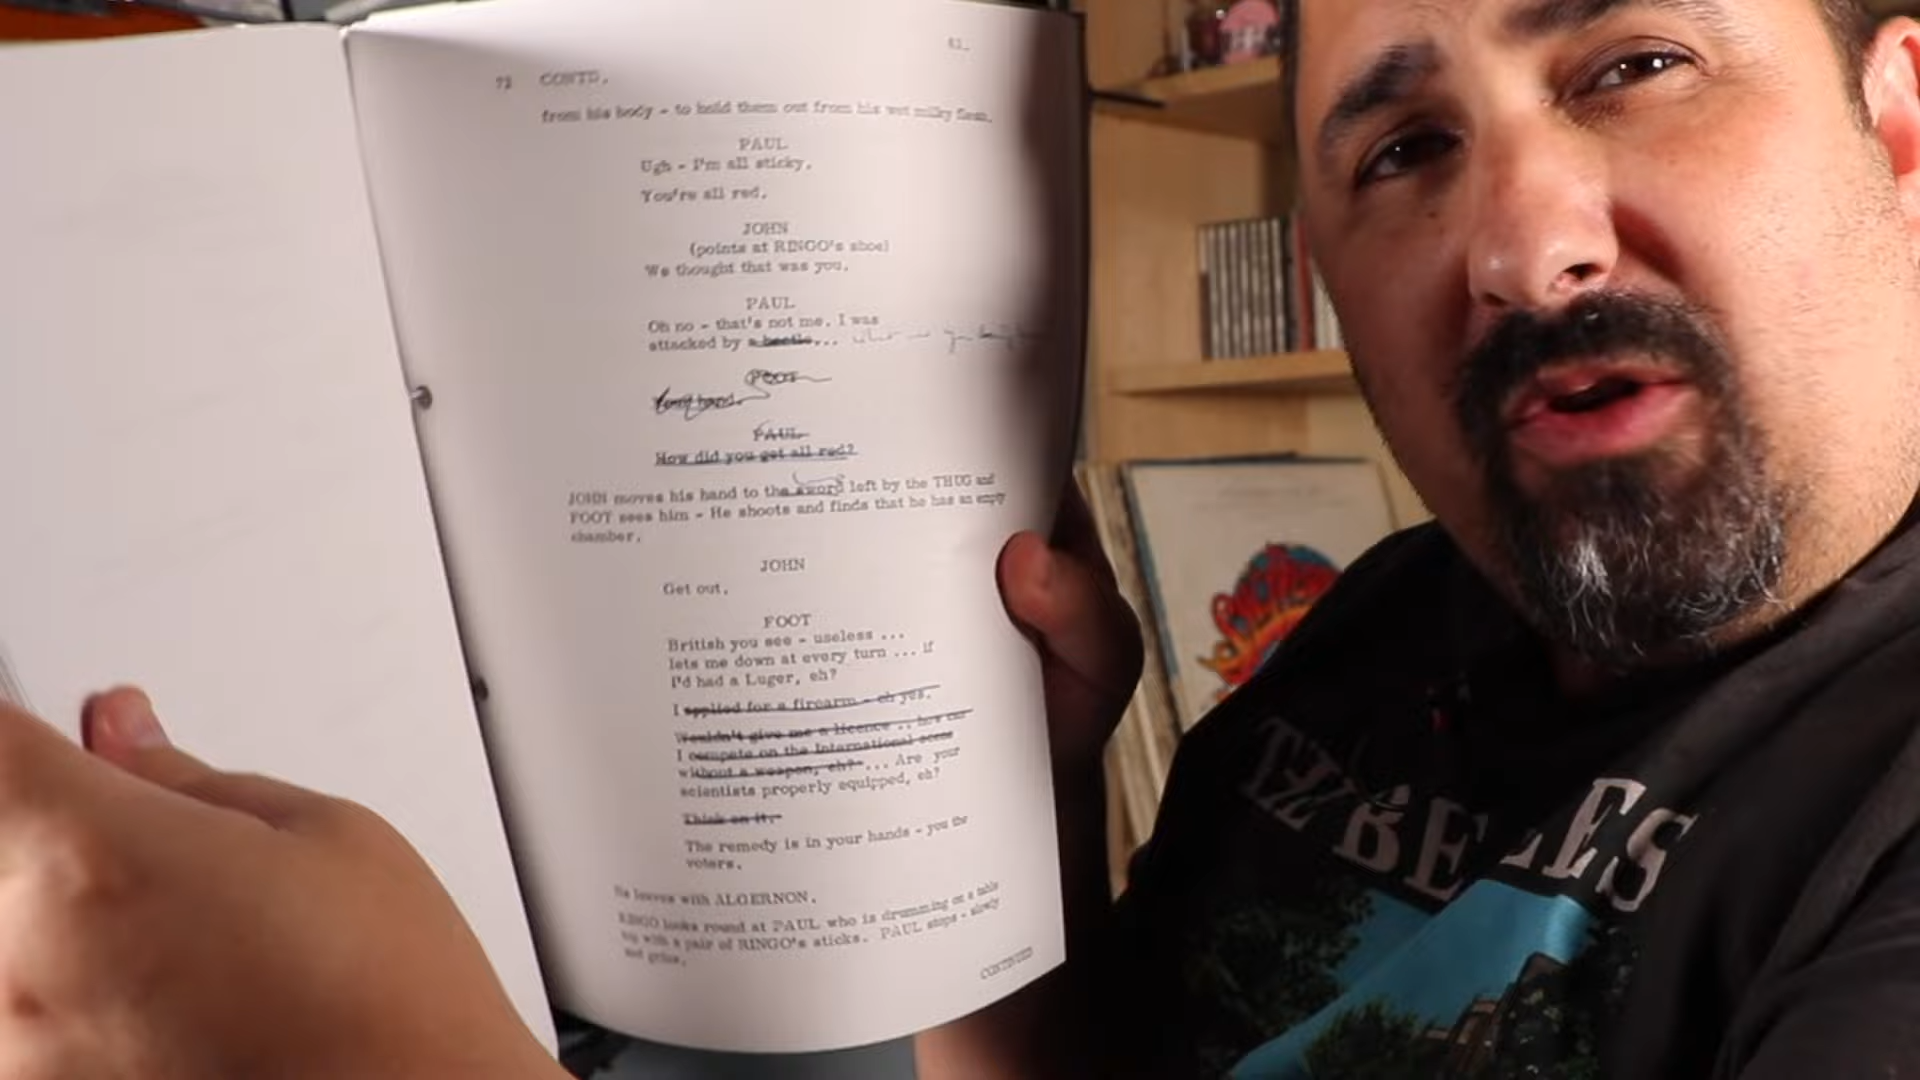 61.
72 CONTD.
from his body - to hold them out from his wet milky flesh.
PAUL
Ugh - I'm all sticky.
You're all red.
JOHN
(points at RINGO's shoe)
We thought that was you.
PAUL
Oh no - that's not me. I was
attacked by a beetle...
FOOT
Your hand.
PAUL
How did you get all red?
JOHN moves his hand to the sword left by the THUG and
FOOT sees him - He shoots and finds that he has an empty
chamber.
JOHN
Get out.
FOOT
British you see - useless ...
lets me down at every turn ... if
I'd had a Luger, eh?
I applied for a firearm - eh yes.
Wouldn't give me a licence .. how can
I compete on the International scene
without a weapon, eh? ... Are your
scientists properly equipped, eh?
Think on it.
The remedy is in your hands - you the
voters.
He leaves with ALGERNON.
RINGO looks round at PAUL who is drumming on a table
top with a pair of RINGO's sticks. PAUL stops - slowly
and grins.
CONTINUED